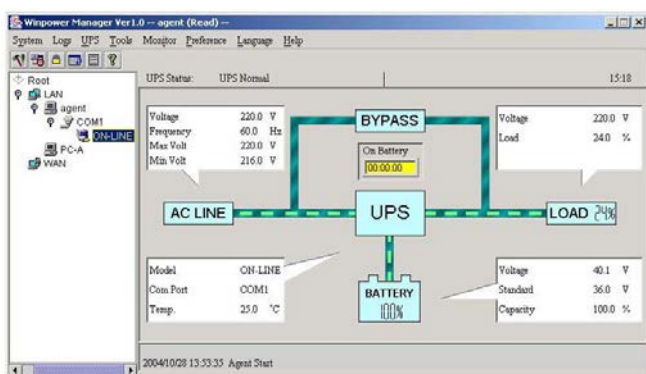 Winpower Manager Ver1.0 -- agent (Read) --
System Logs UPS Tools Monitor Preference Language Help
Root
LAN
agent
COM1
ON-LINE
PC-A
WAN
UPS Status: UPS Normal 15:18
Voltage 220.0 V
Frequency 60.0 Hz
Max Volt 220.0 V
Min Volt 216.0 V
BYPASS
On Battery
00:00:00
Voltage 220.0 V
Load 24.0 %
AC LINE
UPS
LOAD 24%
Model ON-LINE
Com Port COM1
Temp. 25.0 °C
BATTERY
100%
Voltage 40.1 V
Standard 36.0 V
Capacity 100.0 %
2004/10/28 13:53:35 Agent Start